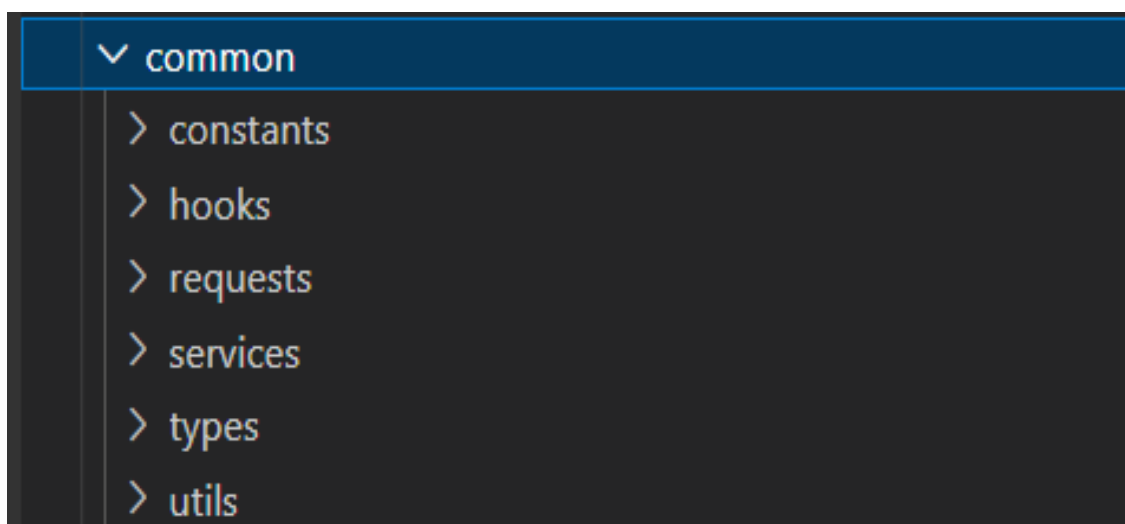 common
constants
hooks
requests
services
types
utils